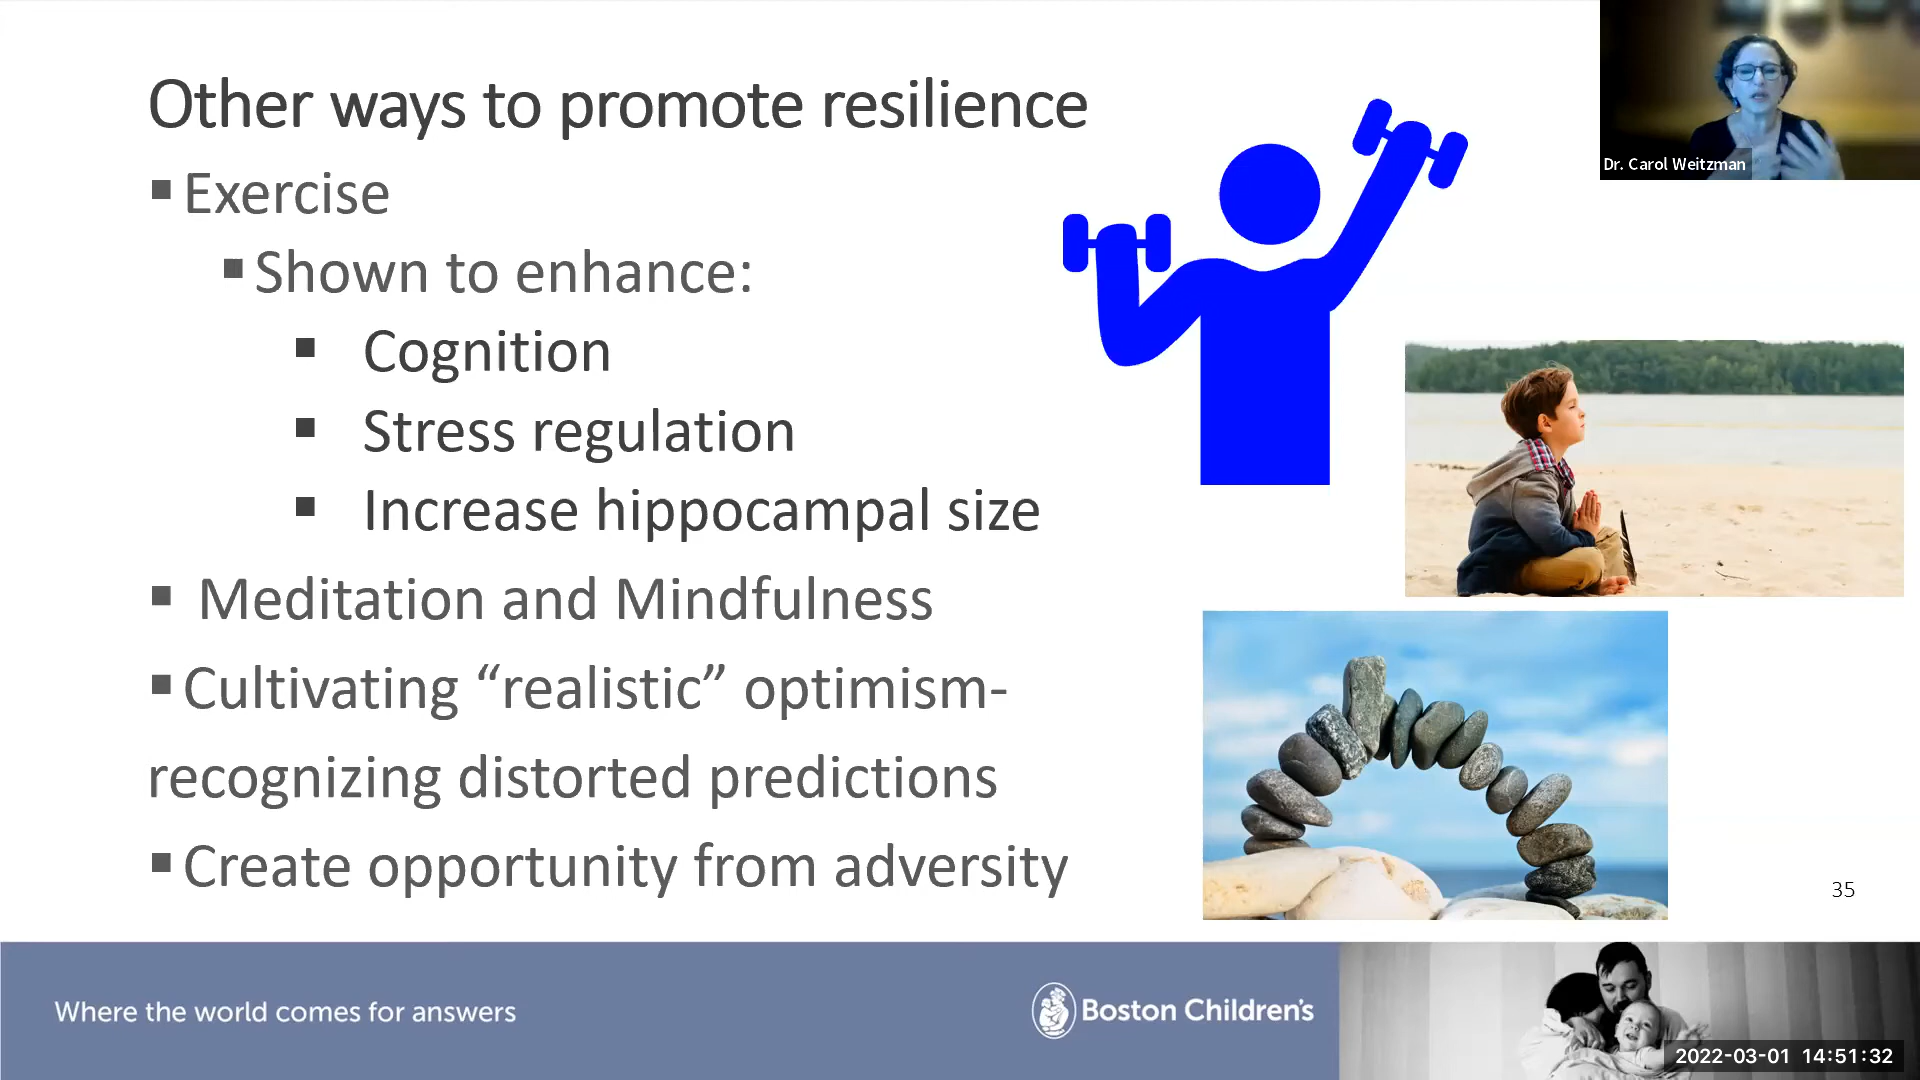 Other ways to promote resilience
▪Exercise
▪Shown to enhance:
▪ Cognition
▪ Stress regulation
▪ Increase hippocampal size
▪ Meditation and Mindfulness
▪Cultivating “realistic” optimism-
recognizing distorted predictions
▪Create opportunity from adversity
Dr. Carol Weitzman
35
Where the world comes for answers
Boston Children's
2022-03-01 14:51:32